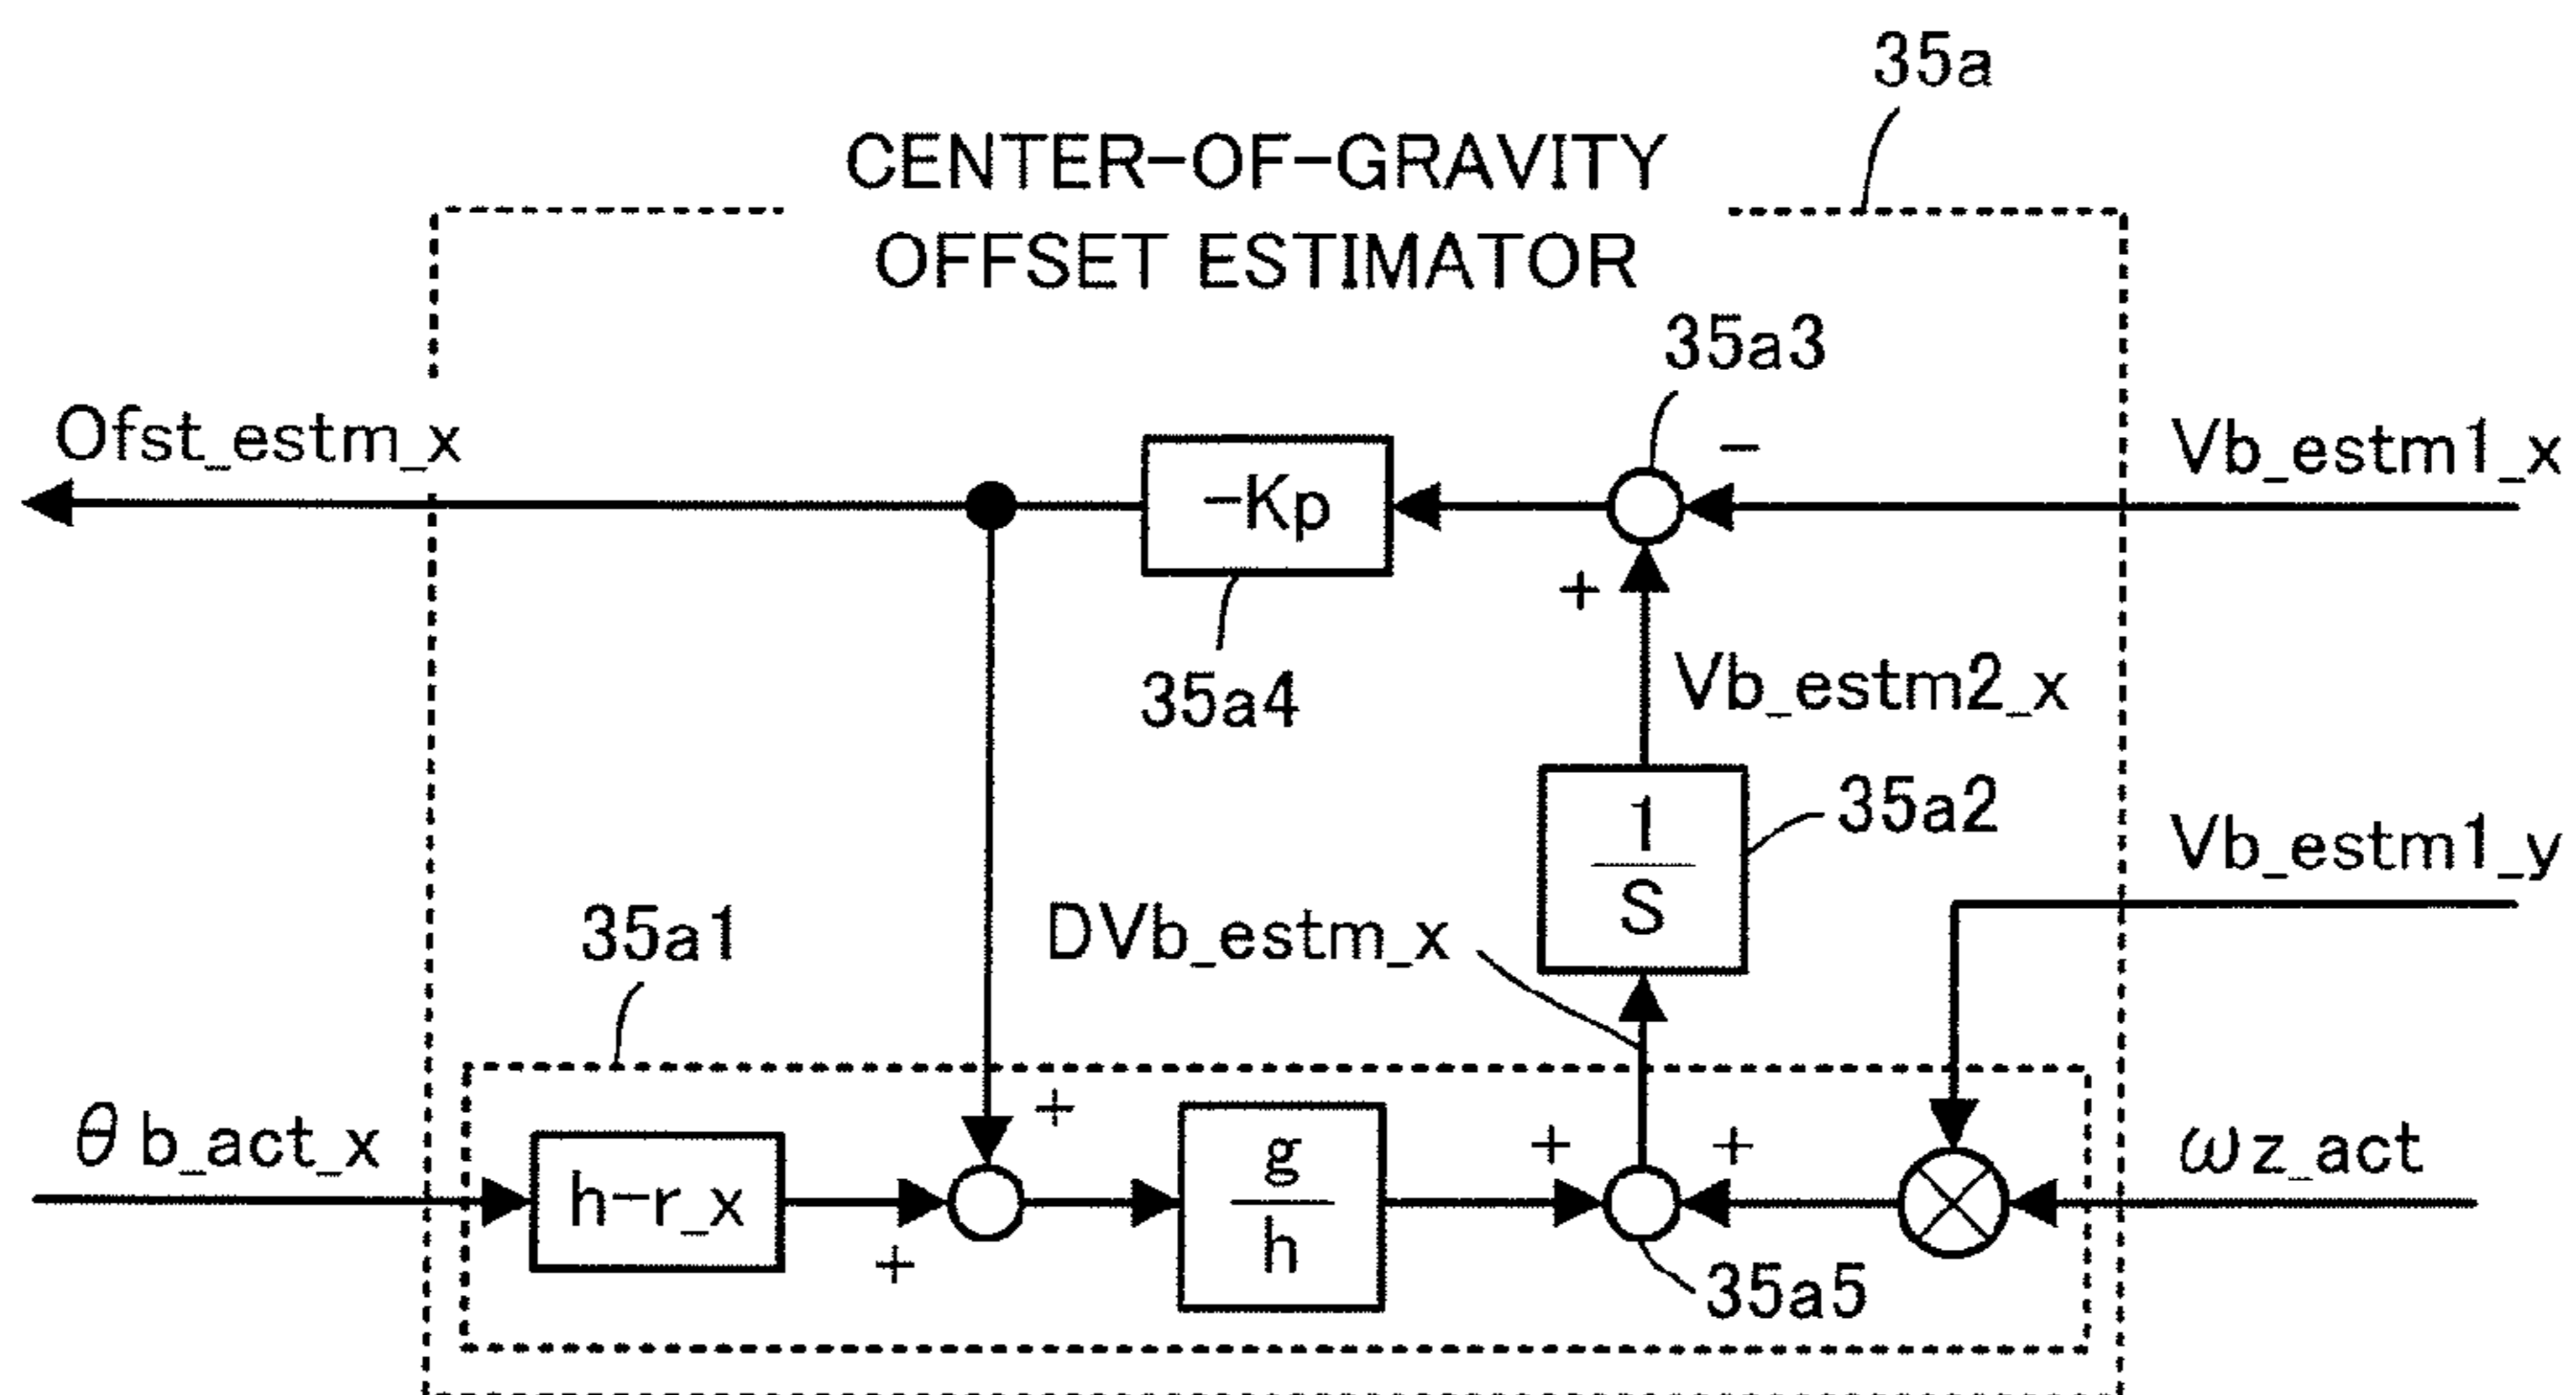 35a
CENTER-OF-GRAVITY
OFFSET ESTIMATOR
35a3
Ofst_estm_x
-Kp
-
Vb_estm1_x
+
35a4
Vb_estm2_x
1
S
35a2
Vb_estm1_y
35a1
DVb_estm_x
θb_act_x
h-r_x
+
+
g
h
+
+
ωz_act
35a5